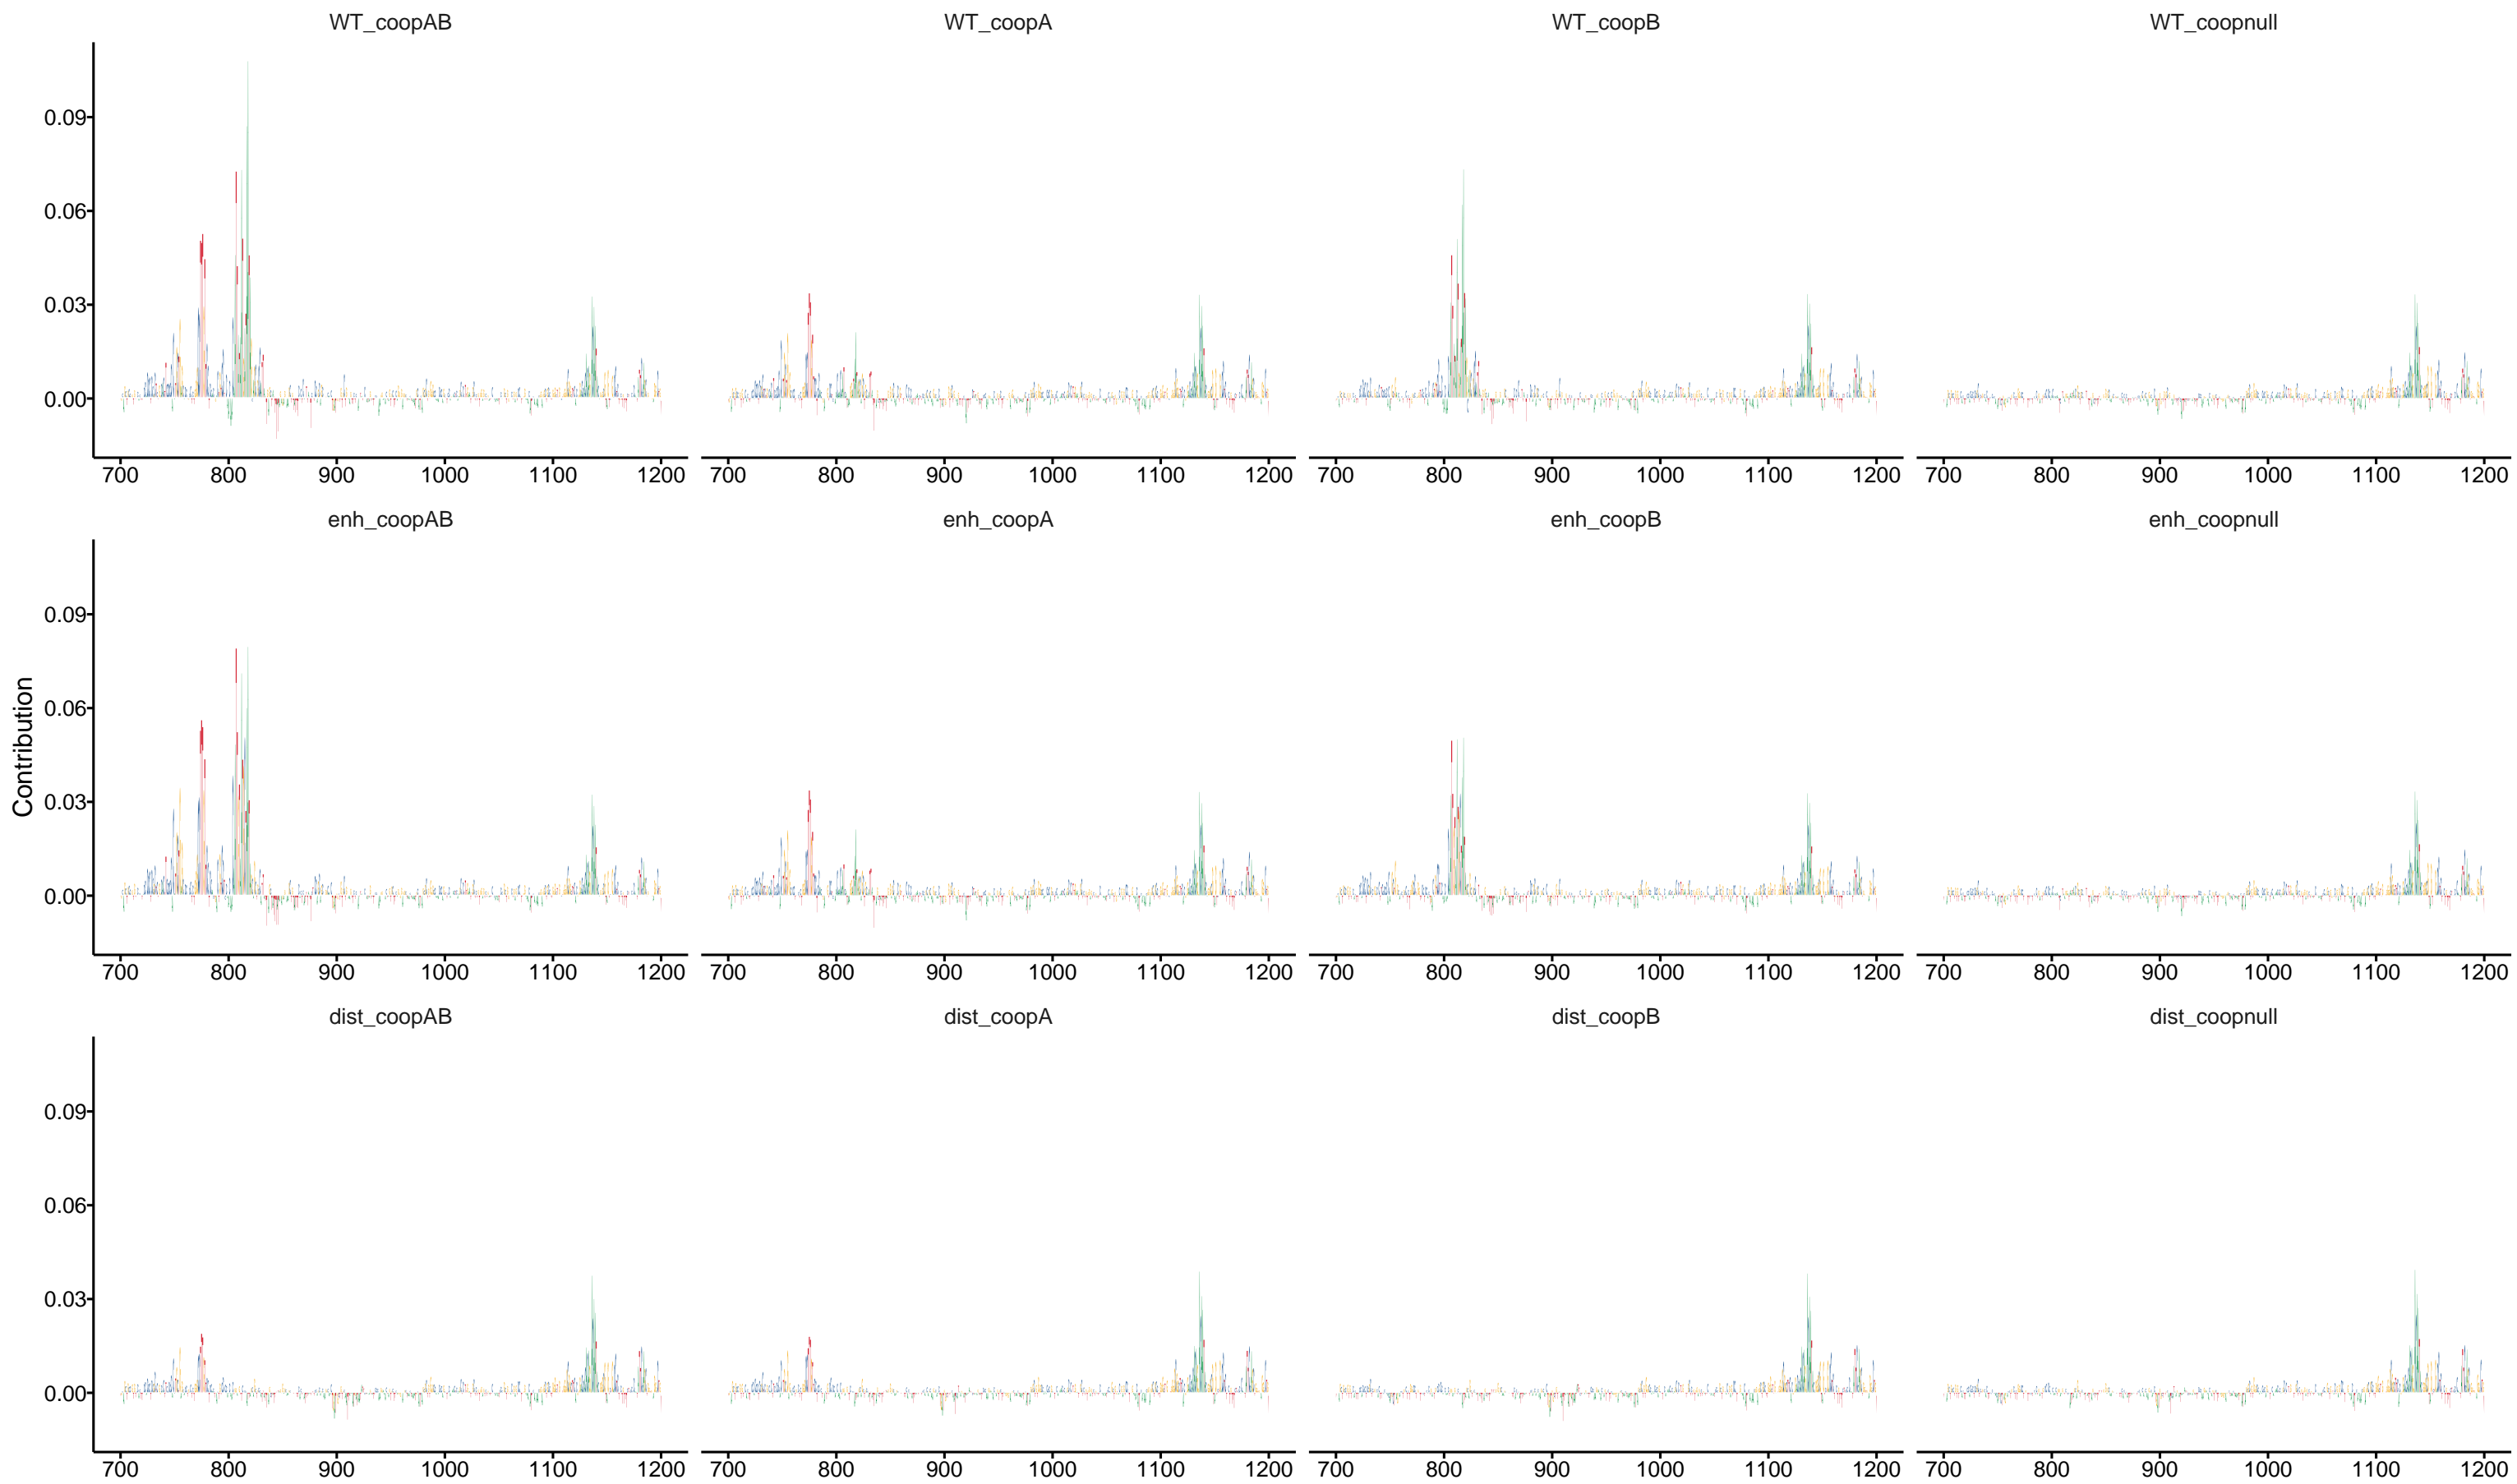 WT_coopAB WT_coopA WT_coopB WT_coopnull
0.09
0.06
0.03
0.00
700 800 900 1000 1100 1200 700 800 900 1000 1100 1200 700 800 900 1000 1100 1200 700 800 900 1000 1100 1200
enh_coopAB enh_coopA enh_coopB enh_coopnull
Contribution
0.09
0.06
0.03
0.00
700 800 900 1000 1100 1200 700 800 900 1000 1100 1200 700 800 900 1000 1100 1200 700 800 900 1000 1100 1200
dist_coopAB dist_coopA dist_coopB dist_coopnull
0.09
0.06
0.03
0.00
700 800 900 1000 1100 1200 700 800 900 1000 1100 1200 700 800 900 1000 1100 1200 700 800 900 1000 1100 1200